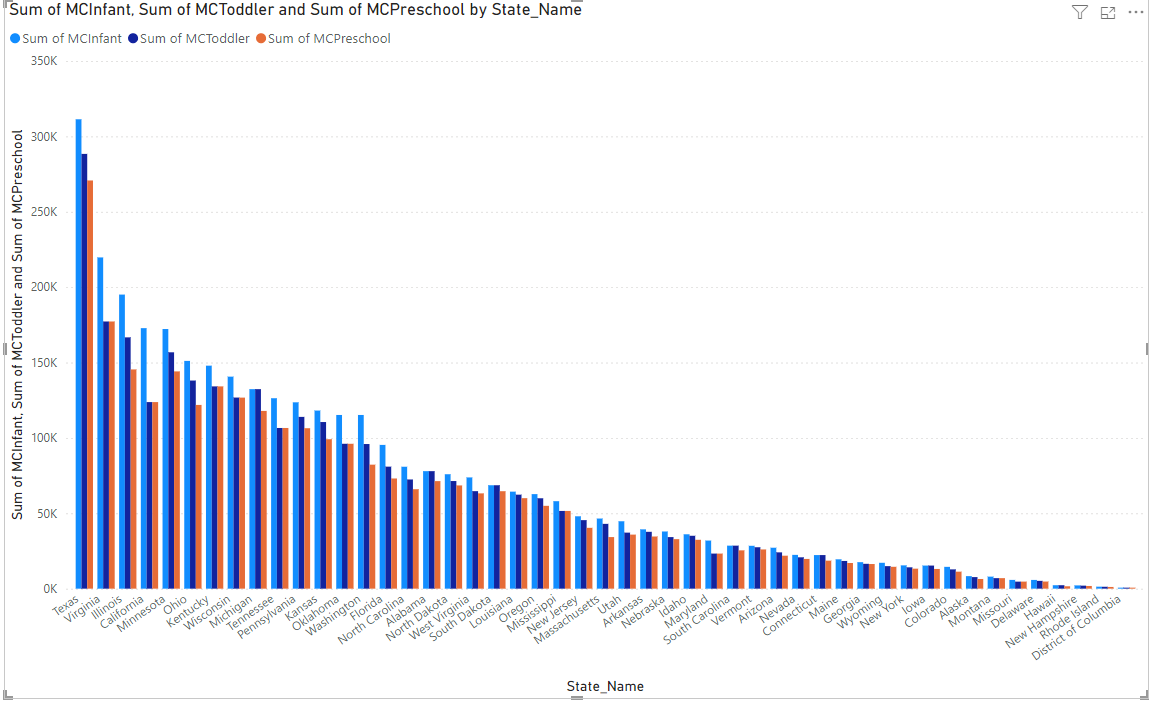 Sum of MCInfant, Sum of MCToddler and Sum of MCPreschool by State_Name
Sum of MCInfant Sum of MCToddler Sum of MCPreschool
Sum of MCInfant, Sum of MCToddler and Sum of MCPreschool
350K
300K
250K
200K
150K
100K
50K
0K
Texas
Virginia
Illinois
California
Minnesota
Ohio
Kentucky
Wisconsin
Michigan
Tennessee
Pennsylvania
Kansas
Oklahoma
Washington
Florida
North Carolina
Alabama
North Dakota
West Virginia
South Dakota
Louisiana
Oregon
Mississippi
New Jersey
Massachusetts
Utah
Arkansas
Nebraska
Idaho
Maryland
South Carolina
Vermont
Arizona
Nevada
Connecticut
Maine
Georgia
Wyoming
New York
Iowa
Colorado
Alaska
Montana
Missouri
Delaware
Hawaii
New Hampshire
Rhode Island
District of Columbia
State_Name